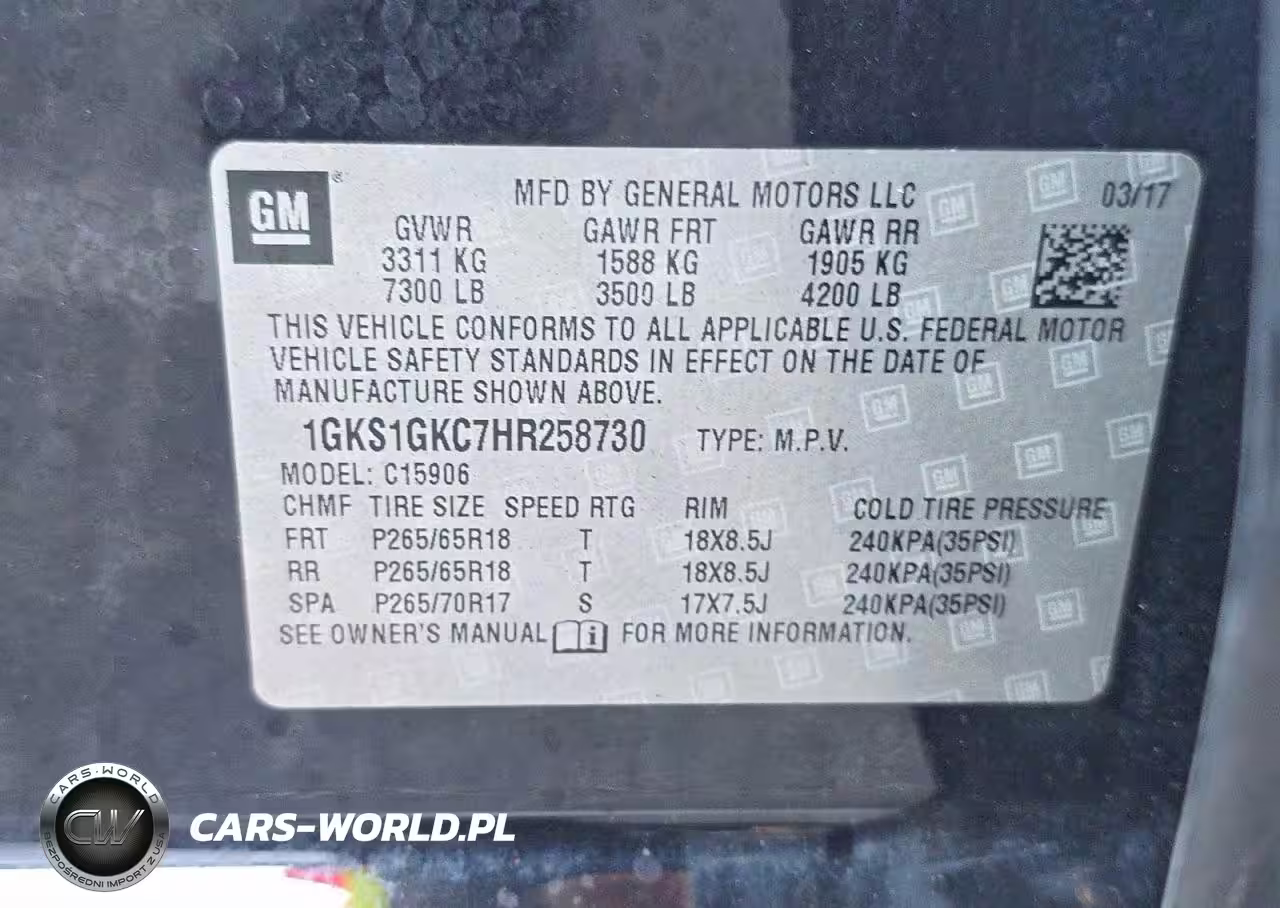 GM ®
MFD BY GENERAL MOTORS LLC 03/17
GVWR GAWR FRT GAWR RR
3311 KG 1588 KG 1905 KG
7300 LB 3500 LB 4200 LB
THIS VEHICLE CONFORMS TO ALL APPLICABLE U.S. FEDERAL MOTOR
VEHICLE SAFETY STANDARDS IN EFFECT ON THE DATE OF
MANUFACTURE SHOWN ABOVE.
1GKS1GKC7HR258730 TYPE: M.P.V.
MODEL: C15906
CHMF TIRE SIZE SPEED RTG RIM COLD TIRE PRESSURE
FRT P265/65R18 T 18X8.5J 240KPA(35PSI)
RR P265/65R18 T 18X8.5J 240KPA(35PSI)
SPA P265/70R17 S 17X7.5J 240KPA(35PSI)
SEE OWNER'S MANUAL i FOR MORE INFORMATION.
CARS-WORLD
CW
BEZPOŚREDNI IMPORT Z USA
CARS-WORLD.PL